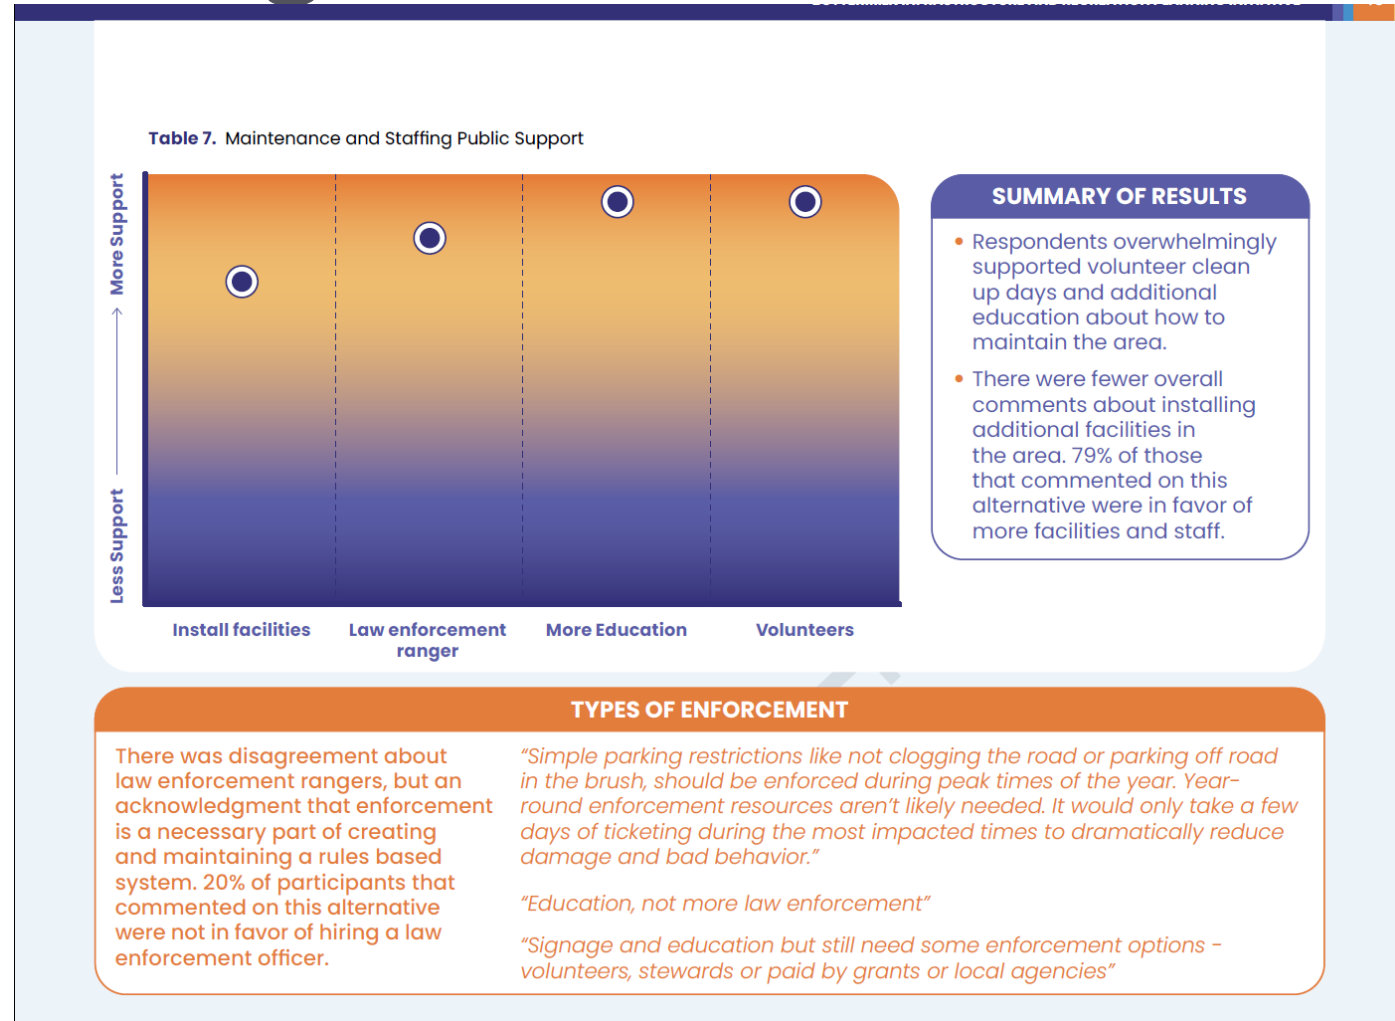 Table 7. Maintenance and Staffing Public Support
More Support
Less Support
Install facilities
Law enforcement
ranger
More Education
Volunteers
SUMMARY OF RESULTS
• Respondents overwhelmingly
supported volunteer clean
up days and additional
education about how to
maintain the area.
• There were fewer overall
comments about installing
additional facilities in
the area. 79% of those
that commented on this
alternative were in favor of
more facilities and staff.
TYPES OF ENFORCEMENT
There was disagreement about
law enforcement rangers, but an
acknowledgment that enforcement
is a necessary part of creating
and maintaining a rules based
system. 20% of participants that
commented on this alternative
were not in favor of hiring a law
enforcement officer.
“Simple parking restrictions like not clogging the road or parking off road
in the brush, should be enforced during peak times of the year. Year-
round enforcement resources aren’t likely needed. It would only take a few
days of ticketing during the most impacted times to dramatically reduce
damage and bad behavior.”
“Education, not more law enforcement”
“Signage and education but still need some enforcement options -
volunteers, stewards or paid by grants or local agencies”